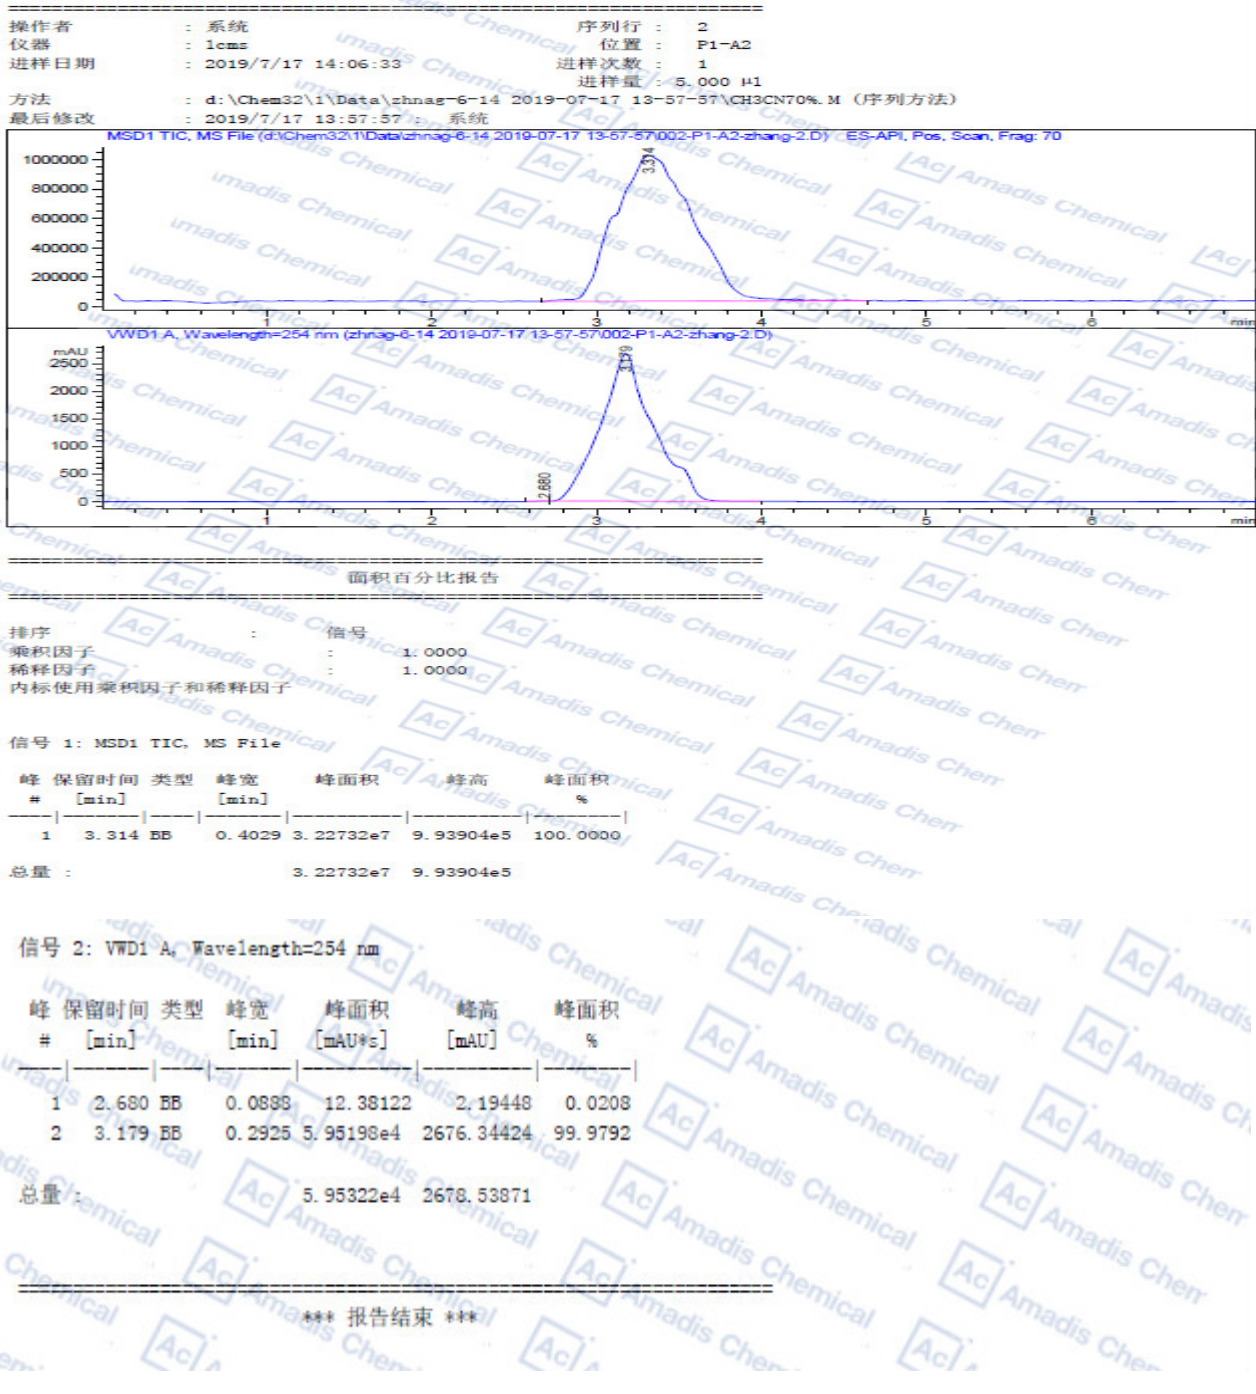 操作者 : 系统 序列行 : 2
仪器 : lcms 位置 : P1-A2
进样日期 : 2019/7/17 14:06:33 进样次数 : 1
进样量 : 5.000 µl
方法 : d:\Chem32\1\Data\zhnag-6-14 2019-07-17 13-57-57\CH3CN70%.M (序列方法)
最后修改 : 2019/7/17 13:57:57 : 系统
MSD1 TIC, MS File (d:\Chem32\1\Data\zhnag-6-14 2019-07-17 13-57-57\002-P1-A2-zhang-2.D) ES-API, Pos, Scan, Frag: 70
1000000
800000
600000
400000
200000
0
3.314
1 2 3 4 5 6 min
VWD1 A, Wavelength=254 nm (zhnag-6-14 2019-07-17 13-57-57\002-P1-A2-zhang-2.D)
mAU
2500
2000
1500
1000
500
0
2.680
3.179
1 2 3 4 5 6 min
面积百分比报告
排序 : 信号
乘积因子 : 1.0000
稀释因子 : 1.0000
内标使用乘积因子和稀释因子
信号 1: MSD1 TIC, MS File
峰 保留时间 类型 峰宽 峰面积 峰高 峰面积
# [min] [min] %
1 3.314 BB 0.4029 3.22732e7 9.93904e5 100.0000
总量 : 3.22732e7 9.93904e5
信号 2: VWD1 A, Wavelength=254 nm
峰 保留时间 类型 峰宽 峰面积 峰高 峰面积
# [min] [min] [mAU*s] [mAU] %
1 2.680 BB 0.0888 12.38122 2.19448 0.0208
2 3.179 BB 0.2925 5.95198e4 2676.34424 99.9792
总量 : 5.95322e4 2678.53871
*** 报告结束 ***
Ac Amadis Chemical